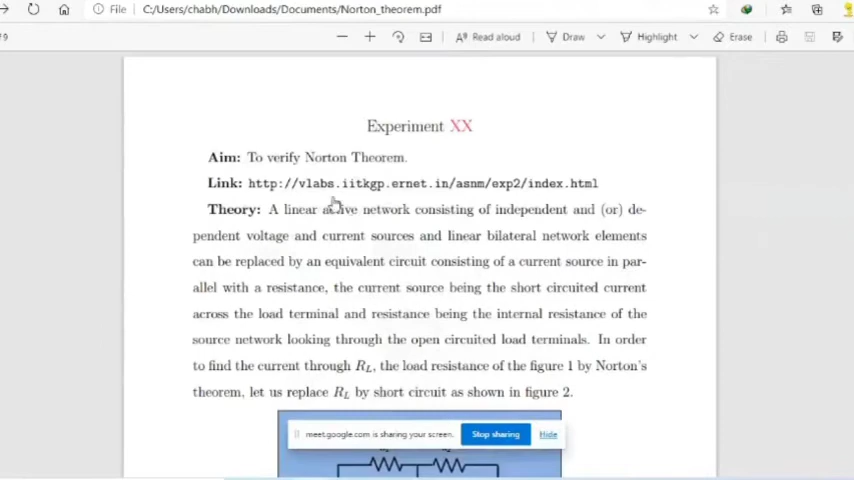 File C:/Users/chabh/Downloads/Documents/Norton_theorem.pdf
Read aloud Draw Highlight Erase
Experiment XX
Aim: To verify Norton Theorem.
Link: http://vlabs.iitkgp.ernet.in/asnm/exp2/index.html
Theory: A linear active network consisting of independent and (or) de-
pendent voltage and current sources and linear bilateral network elements
can be replaced by an equivalent circuit consisting of a current source in par-
allel with a resistance, the current source being the short circuited current
across the load terminal and resistance being the internal resistance of the
source network looking through the open circuited load terminals. In order
to find the current through R_L, the load resistance of the figure 1 by Norton's
theorem, let us replace R_L by short circuit as shown in figure 2.
meet.google.com is sharing your screen. Stop sharing Hide